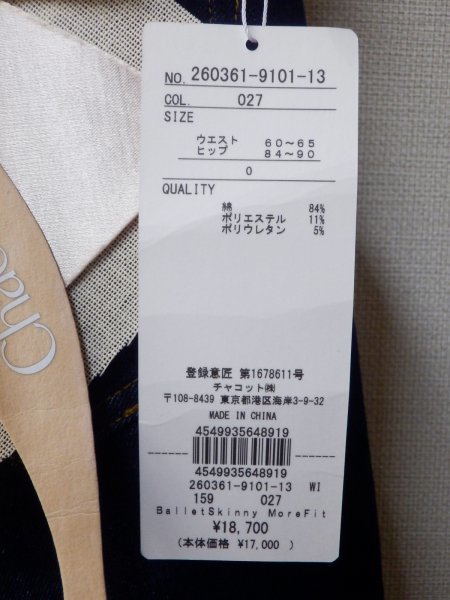 NO. 260361-9101-13
COL. 027
SIZE
ウエスト 60~65
ヒップ 84~90
0
QUALITY
綿 84%
ポリエステル 11%
ポリウレタン 5%
登録意匠 第1678611号
チャコット㈱
〒108-8439 東京都港区海岸3-9-32
MADE IN CHINA
4549935648919
4549935648919
260361-9101-13 WI
159 027
BalletSkinny MoreFit
¥18,700
(本体価格 ¥17,000 )
Cha